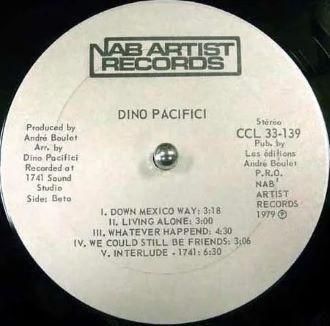 NAB ARTIST
RECORDS
DINO PACIFICI
Produced by
André Boulet
Arr. by
Dino Pacifici
Recorded at
1741 Sound
Studio
Side: Beta
Stéréo
CCL 33-139
Pub. by
Les éditions
André Boulet
P.R.O.
NAB'
ARTIST
RECORDS
1979 Ⓟ
I. DOWN MEXICO WAY: 3:18
II. LIVING ALONE: 3:00
III. WHATEVER HAPPEND: 4:30
IV. WE COULD STILL BE FRIENDS: 3;06
V. INTERLUDE - 1741: 6:30